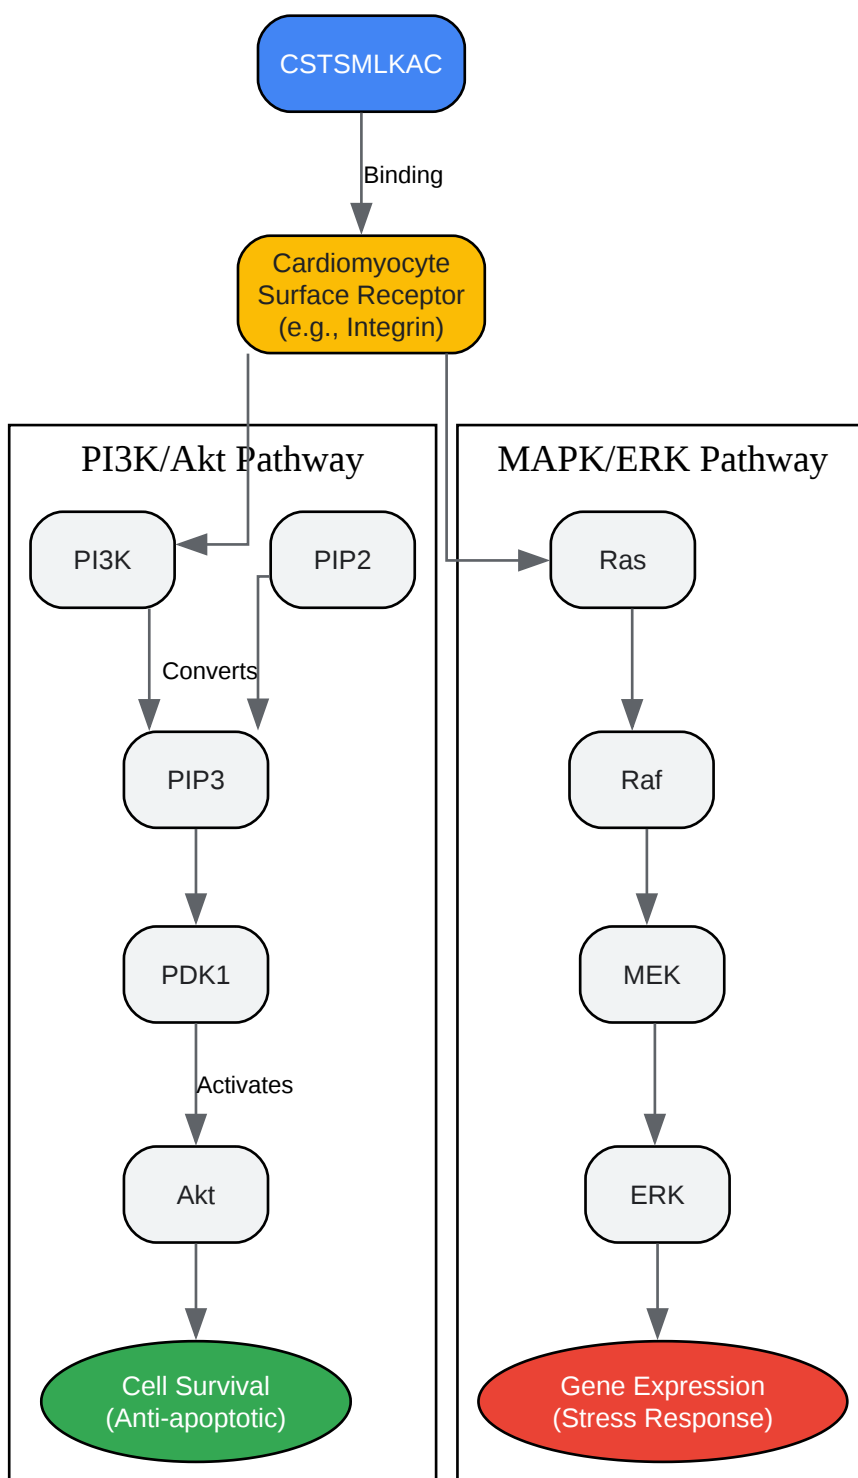 CSTSMLKAC
Binding
Cardiomyocyte
Surface Receptor
(e.g., Integrin)
PI3K/Akt Pathway
PI3K
PIP2
Converts
PIP3
PDK1
Activates
Akt
Cell Survival
(Anti-apoptotic)
MAPK/ERK Pathway
Ras
Raf
MEK
ERK
Gene Expression
(Stress Response)